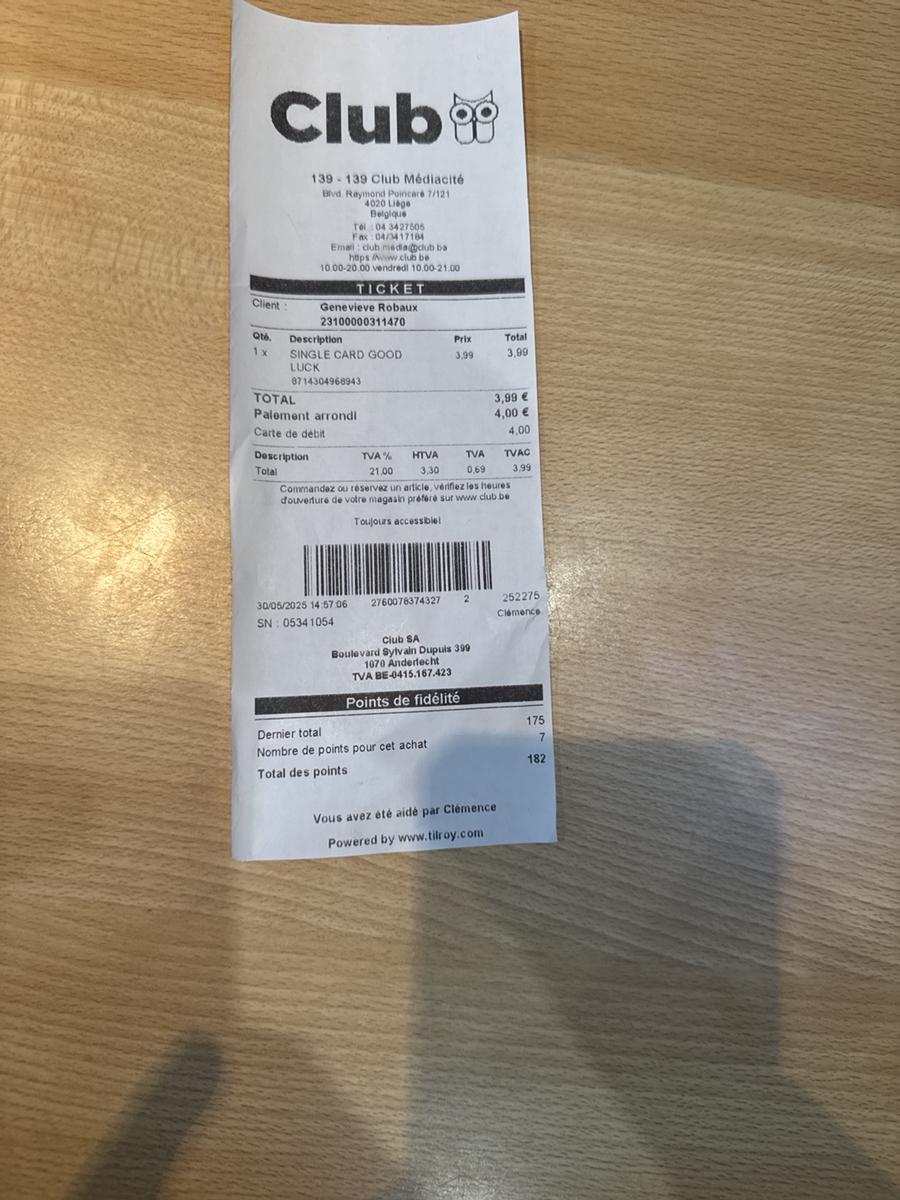 Club
139 - 139 Club Médiacité
Blvd. Raymond Poincaré 7/121
4020 Liège
Belgique
Tél : 04 3427505
Fax : 04/3417184
Email : club.media@club.be
https://www.club.be
10.00-20.00 vendredi 10.00-21.00
TICKET
Client : Genevieve Robaux
23100000311470
Qté. Description Prix Total
1 x SINGLE CARD GOOD 3,99 3,99
LUCK
8714304968943
TOTAL 3,99 €
Paiement arrondi 4,00 €
Carte de débit 4,00
Description TVA % HTVA TVA TVAC
Total 21,00 3,30 0,69 3,99
Commandez ou réservez un article, vérifiez les heures
d'ouverture de votre magasin préféré sur www.club.be
Toujours accessible!
30/05/2025 14:57:06 2760078374327 2 252275
SN : 05341054 Clémence
Club SA
Boulevard Sylvain Dupuis 399
1070 Anderlecht
TVA BE-0415.167.423
Points de fidélité
Dernier total 175
Nombre de points pour cet achat 7
Total des points 182
Vous avez été aidé par Clémence
Powered by www.tilroy.com